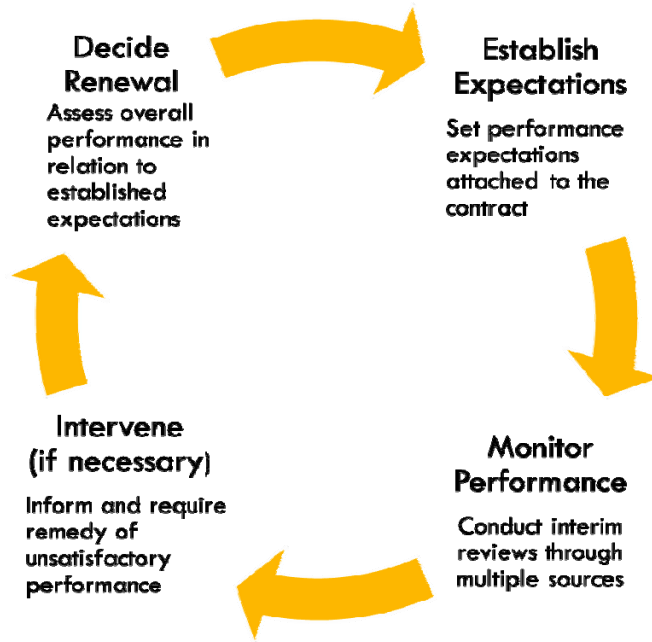 Decide
Renewal
Assess overall
performance in
relation to
established
expectations
Establish
Expectations
Set performance
expectations
attached to the
contract
Monitor
Performance
Conduct interim
reviews through
multiple sources
Intervene
(if necessary)
Inform and require
remedy of
unsatisfactory
performance